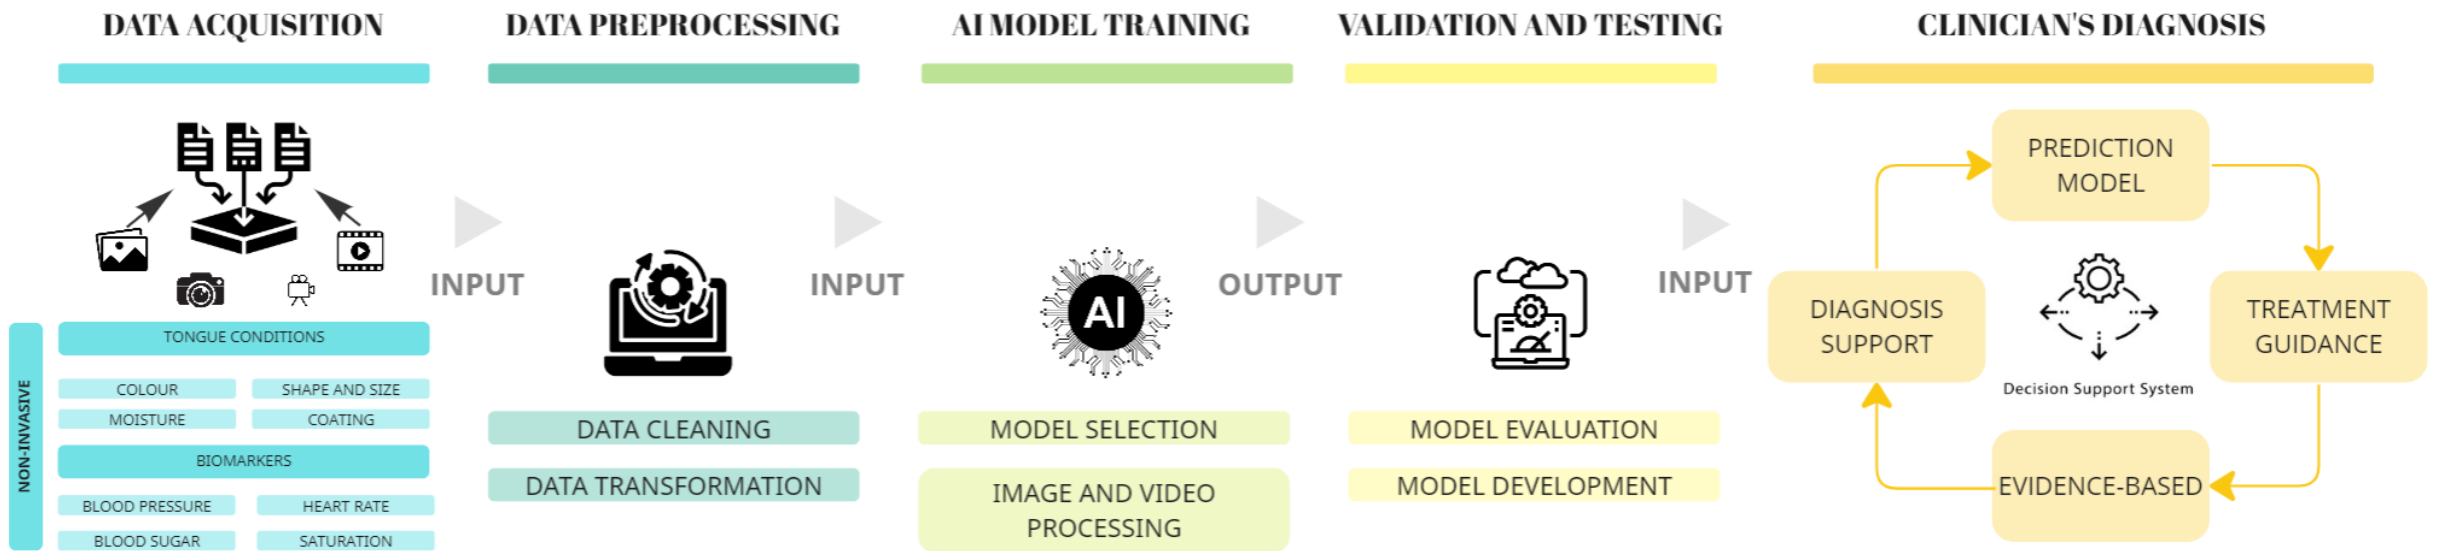 DATA ACQUISITION
NON-INVASIVE
TONGUE CONDITIONS
COLOUR
SHAPE AND SIZE
MOISTURE
COATING
BIOMARKERS
BLOOD PRESSURE
HEART RATE
BLOOD SUGAR
SATURATION
INPUT
DATA PREPROCESSING
DATA CLEANING
DATA TRANSFORMATION
INPUT
AI MODEL TRAINING
AI
MODEL SELECTION
IMAGE AND VIDEO
PROCESSING
OUTPUT
VALIDATION AND TESTING
MODEL EVALUATION
MODEL DEVELOPMENT
INPUT
CLINICIAN'S DIAGNOSIS
PREDICTION
MODEL
DIAGNOSIS
SUPPORT
TREATMENT
GUIDANCE
Decision Support System
EVIDENCE-BASED